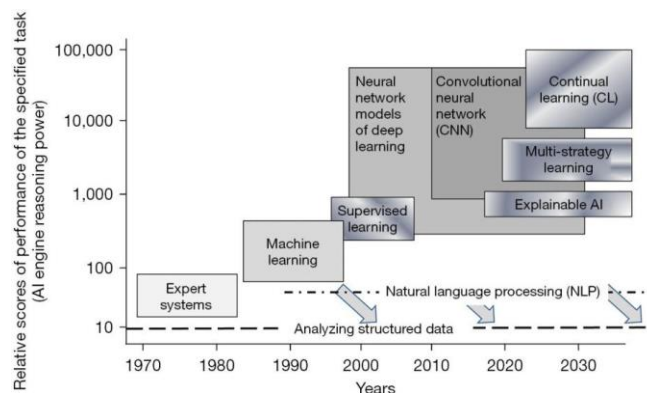 Relative scores of performance of the specified task
(AI engine reasoning power)
100,000
10,000
1,000
100
10
Neural
network
models
of deep
learning
Convolutional
neural
network
(CNN)
Continual
learning (CL)
Multi-strategy
learning
Explainable AI
Supervised
learning
Machine
learning
Expert
systems
Natural language processing (NLP)
Analyzing structured data
1970 1980 1990 2000 2010 2020 2030
Years